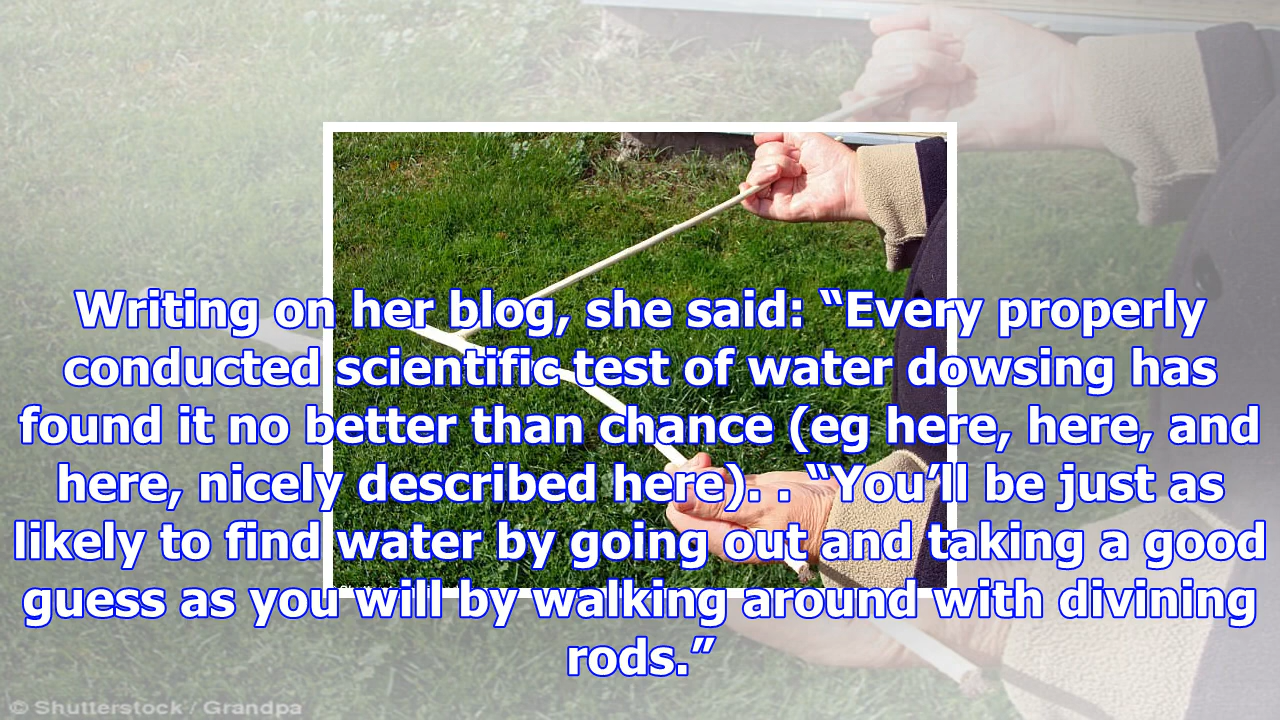 Writing on her blog, she said: “Every properly
conducted scientific test of water dowsing has
found it no better than chance (eg here, here, and
here, nicely described here). . “You’ll be just as
likely to find water by going out and taking a good
guess as you will by walking around with divining
rods.”
© Shutterstock / Grandpa